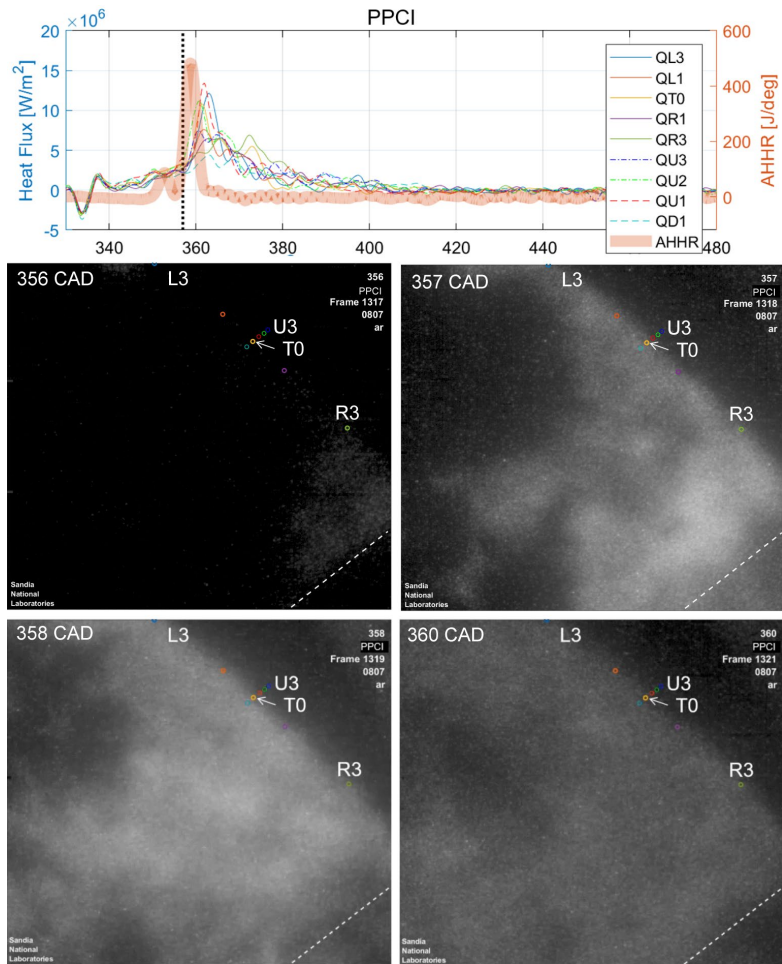 PPCI
×10⁶
20
15
10
5
0
-5
Heat Flux [W/m²]
600
400
200
0
AHHR [J/deg]
QL3
QL1
QT0
QR1
QR3
QU3
QU2
QU1
QD1
AHHR
340 360 380 400 420 440 460 480
356 CAD L3 356
PPCI
Frame 1317
0807
ar
U3
T0
R3
Sandia
National
Laboratories
357 CAD L3 357
PPCI
Frame 1318
0807
ar
U3
T0
R3
Sandia
National
Laboratories
358 CAD L3 358
PPCI
Frame 1319
0807
ar
U3
T0
R3
Sandia
National
Laboratories
360 CAD L3 360
PPCI
Frame 1321
0807
ar
U3
T0
R3
Sandia
National
Laboratories